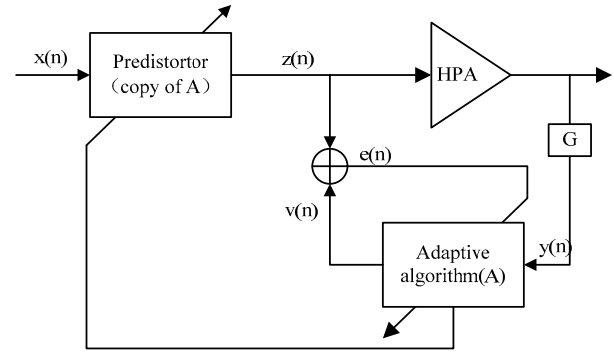 x(n)
Predistortor
（copy of A）
z(n)
HPA
G
e(n)
v(n)
Adaptive
algorithm(A)
y(n)